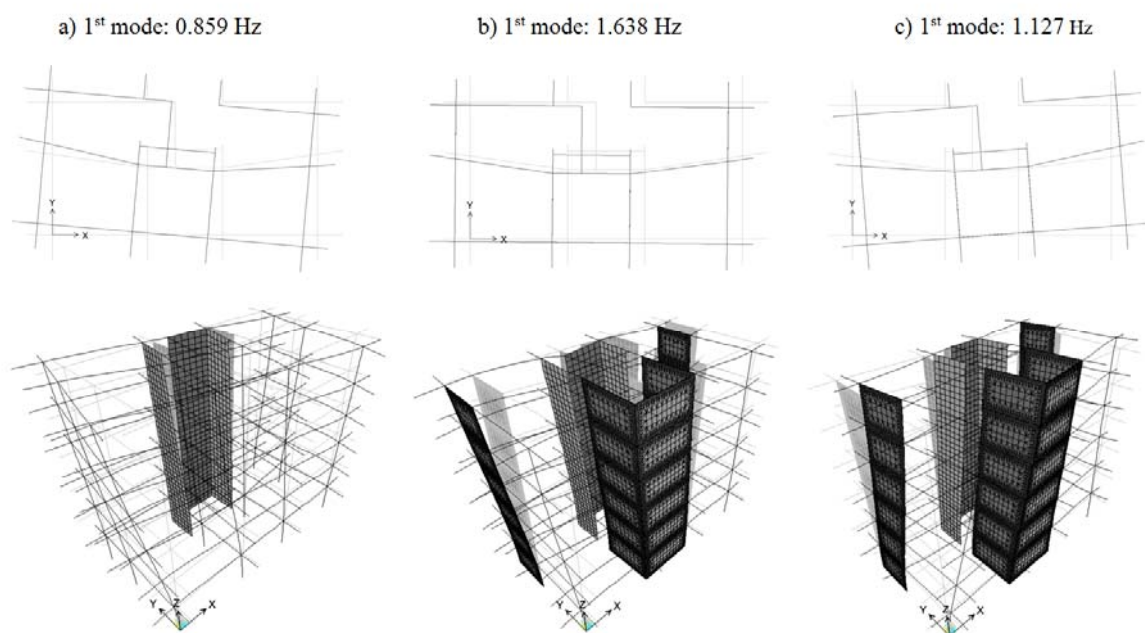 a) 1st mode: 0.859 Hz
b) 1st mode: 1.638 Hz
c) 1st mode: 1.127 Hz
Y
X
Y
X
Y
X
Y Z X
Y Z X
Y Z X